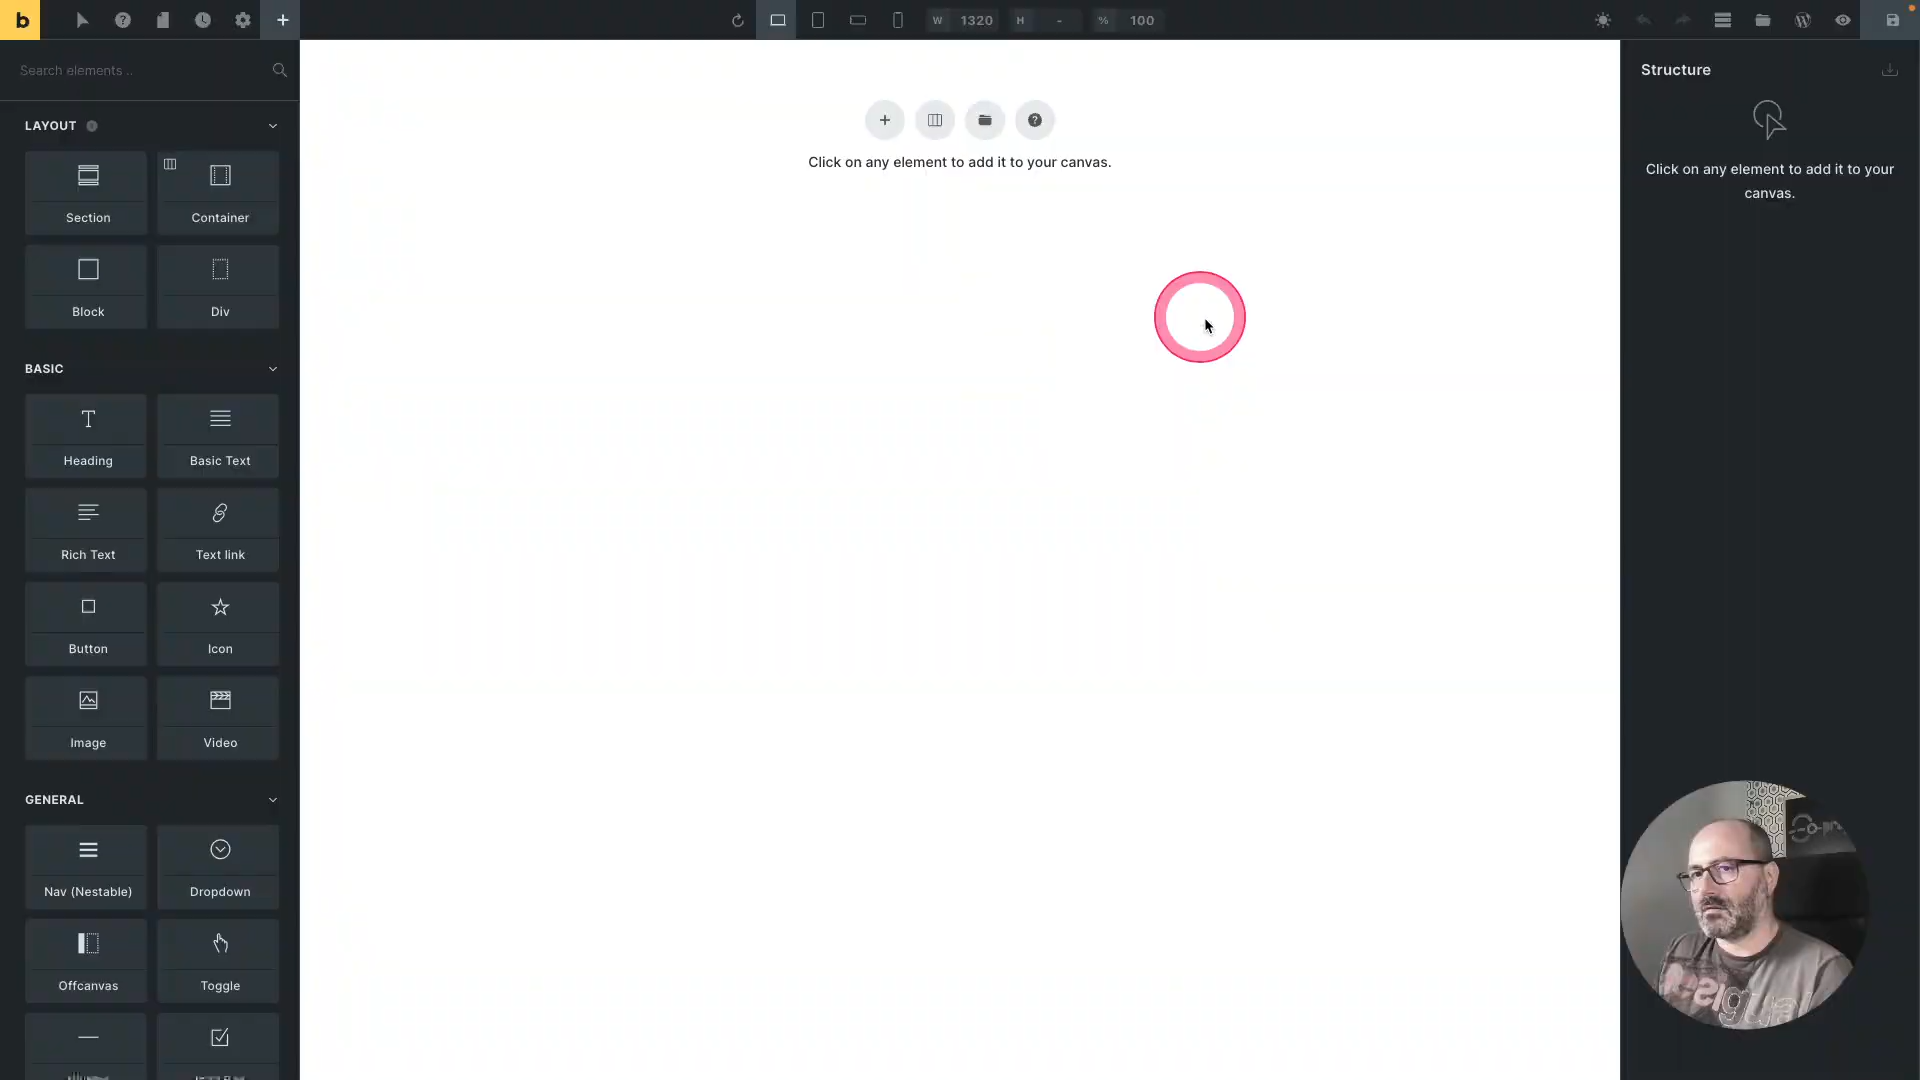 b
W 1320 H - % 100
Search elements ..
Structure
LAYOUT
Click on any element to add it to your canvas.
Click on any element to add it to your
canvas.
Section
Container
Block
Div
BASIC
Heading
Basic Text
Rich Text
Text link
Button
Icon
Image
Video
GENERAL
Nav (Nestable)
Dropdown
Offcanvas
Toggle